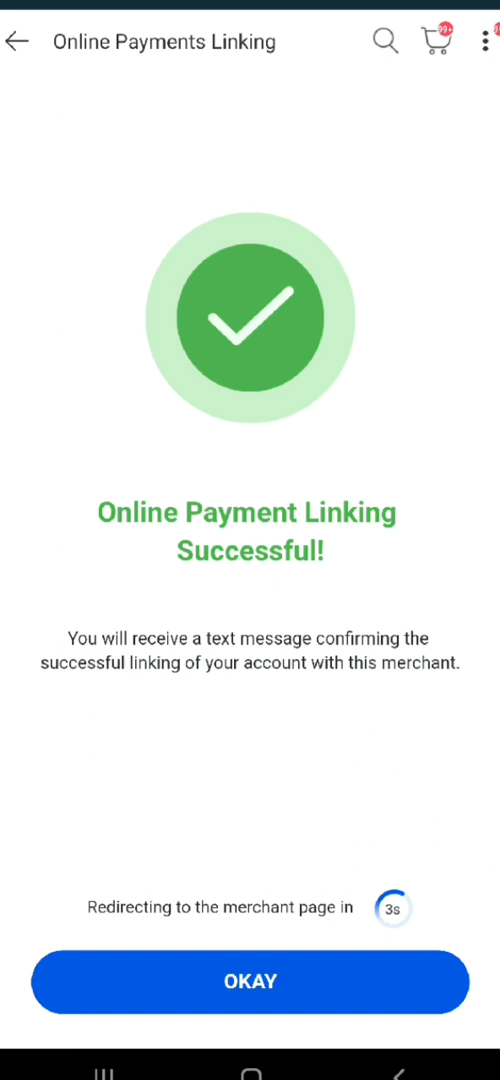 Online Payments Linking
99+
Online Payment Linking
Successful!
You will receive a text message confirming the
successful linking of your account with this merchant.
Redirecting to the merchant page in
3s
OKAY